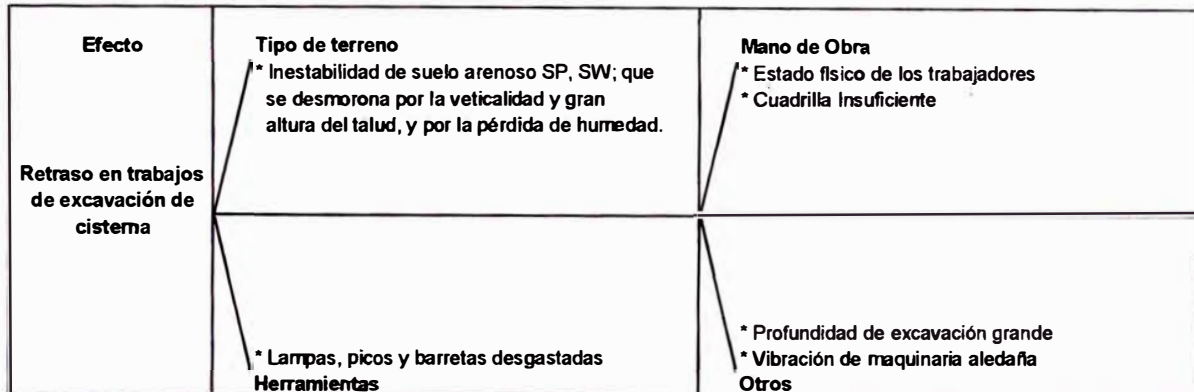 Efecto
Retraso en trabajos
de excavación de
cisterna
Tipo de terreno
* Inestabilidad de suelo arenoso SP, SW; que
se desmorona por la veticalidad y gran
altura del talud, y por la pérdida de humedad.
Mano de Obra
* Estado físico de los trabajadores
* Cuadrilla Insuficiente
* Lampas, picos y barretas desgastadas
Herramientas
* Profundidad de excavación grande
* Vibración de maquinaria aledaña
Otros